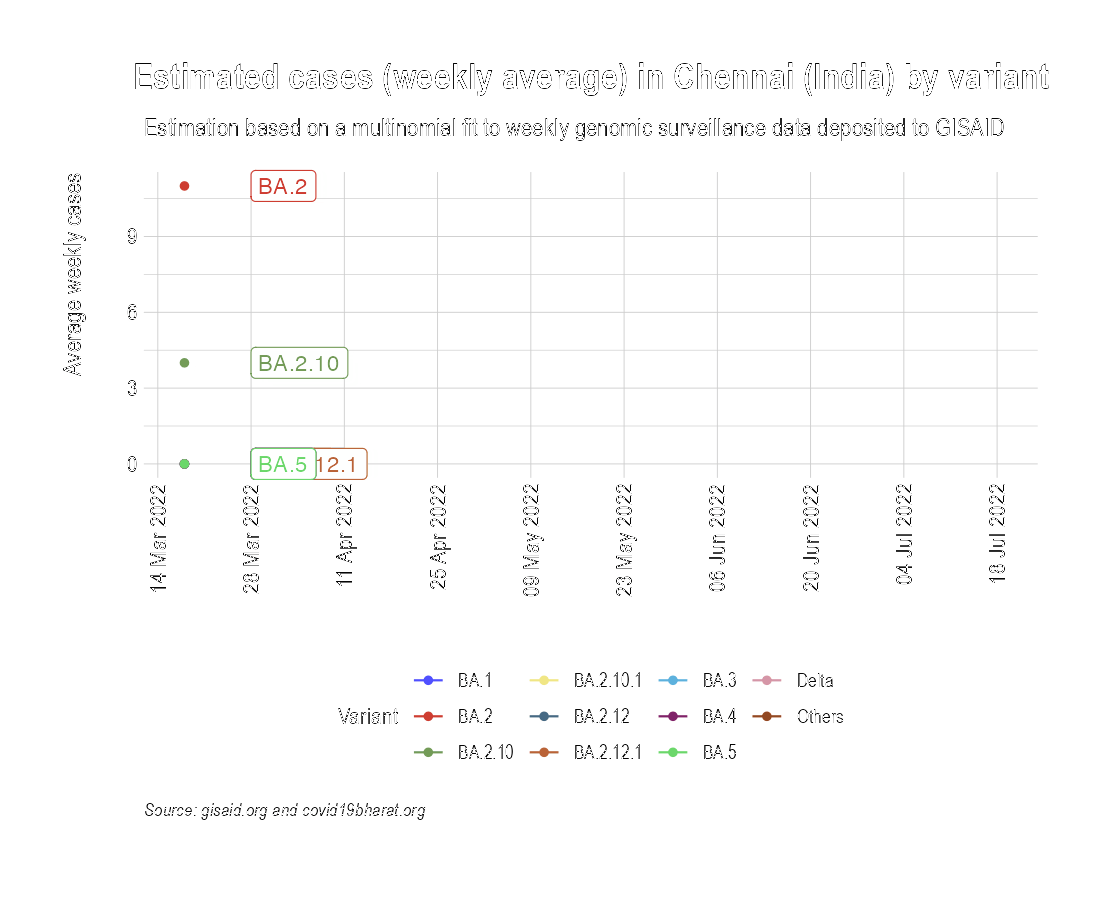 Estimated cases (weekly average) in Chennai (India) by variant
Estimation based on a multinomial fit to weekly genomic surveillance data deposited to GISAID
Average weekly cases
9
6
3
0
BA.2
BA.2.10
BA.5
12.1
14 Mar 2022
28 Mar 2022
11 Apr 2022
25 Apr 2022
09 May 2022
23 May 2022
06 Jun 2022
20 Jun 2022
04 Jul 2022
18 Jul 2022
Variant
BA.1
BA.2
BA.2.10
BA.2.10.1
BA.2.12
BA.2.12.1
BA.3
BA.4
BA.5
Delta
Others
Source: gisaid.org and covid19bharat.org